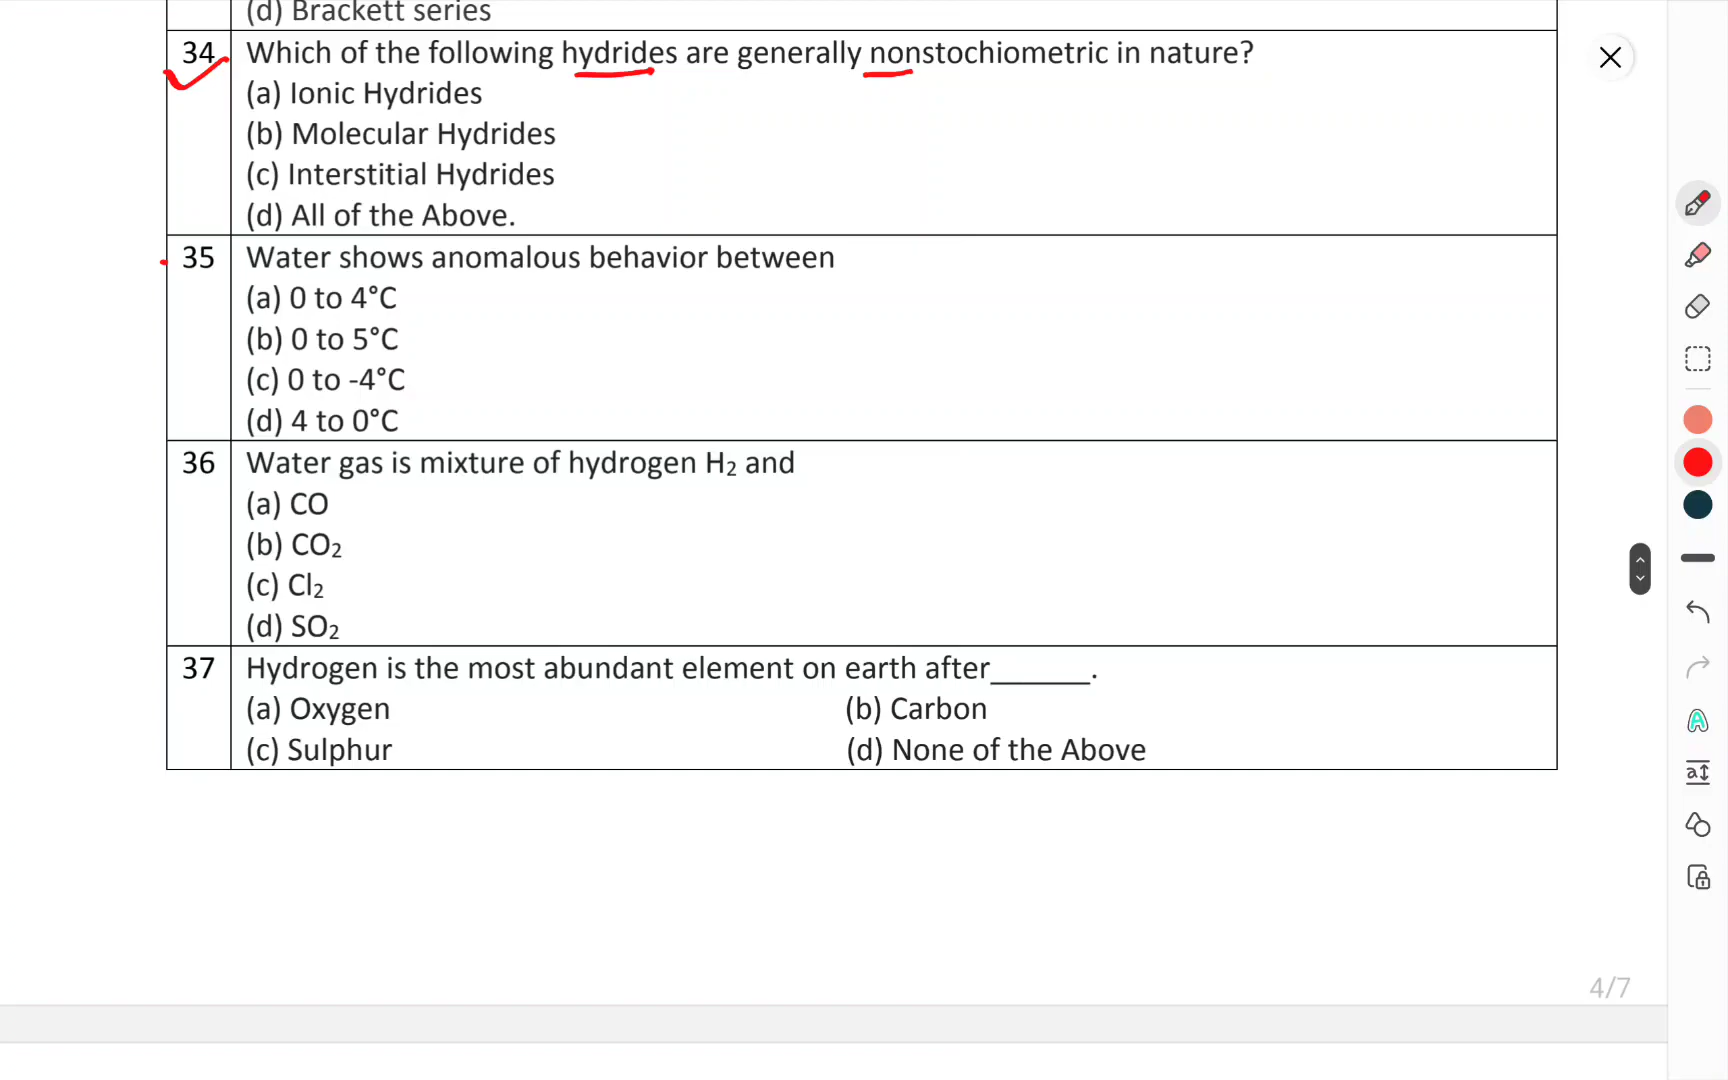 (d) Brackett series
34 Which of the following hydrides are generally nonstochiometric in nature?
(a) Ionic Hydrides
(b) Molecular Hydrides
(c) Interstitial Hydrides
(d) All of the Above.
35 Water shows anomalous behavior between
(a) 0 to 4°C
(b) 0 to 5°C
(c) 0 to -4°C
(d) 4 to 0°C
36 Water gas is mixture of hydrogen H₂ and
(a) CO
(b) CO₂
(c) Cl₂
(d) SO₂
37 Hydrogen is the most abundant element on earth after______.
(a) Oxygen (b) Carbon
(c) Sulphur (d) None of the Above
4/7